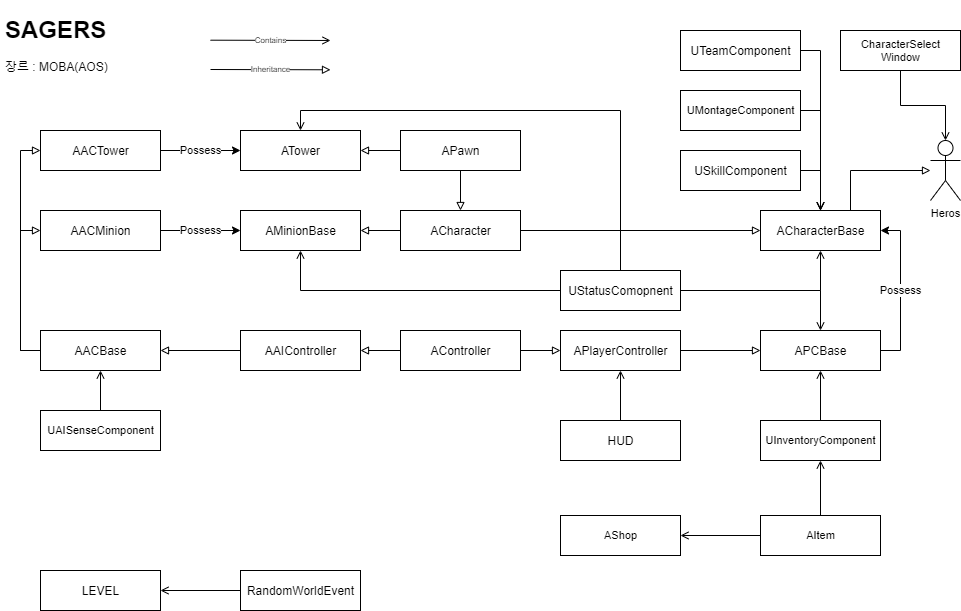 SAGERS
장르 : MOBA(AOS)
Contains
Inheritance
UTeamComponent
CharacterSelect
Window
UMontageComponent
AACTower
Possess
ATower
APawn
USkillComponent
Heros
AACMinion
Possess
AMinionBase
ACharacter
ACharacterBase
UStatusComopnent
Possess
AACBase
AAIController
AController
APlayerController
APCBase
UAISenseComponent
HUD
UInventoryComponent
AShop
AItem
LEVEL
RandomWorldEvent